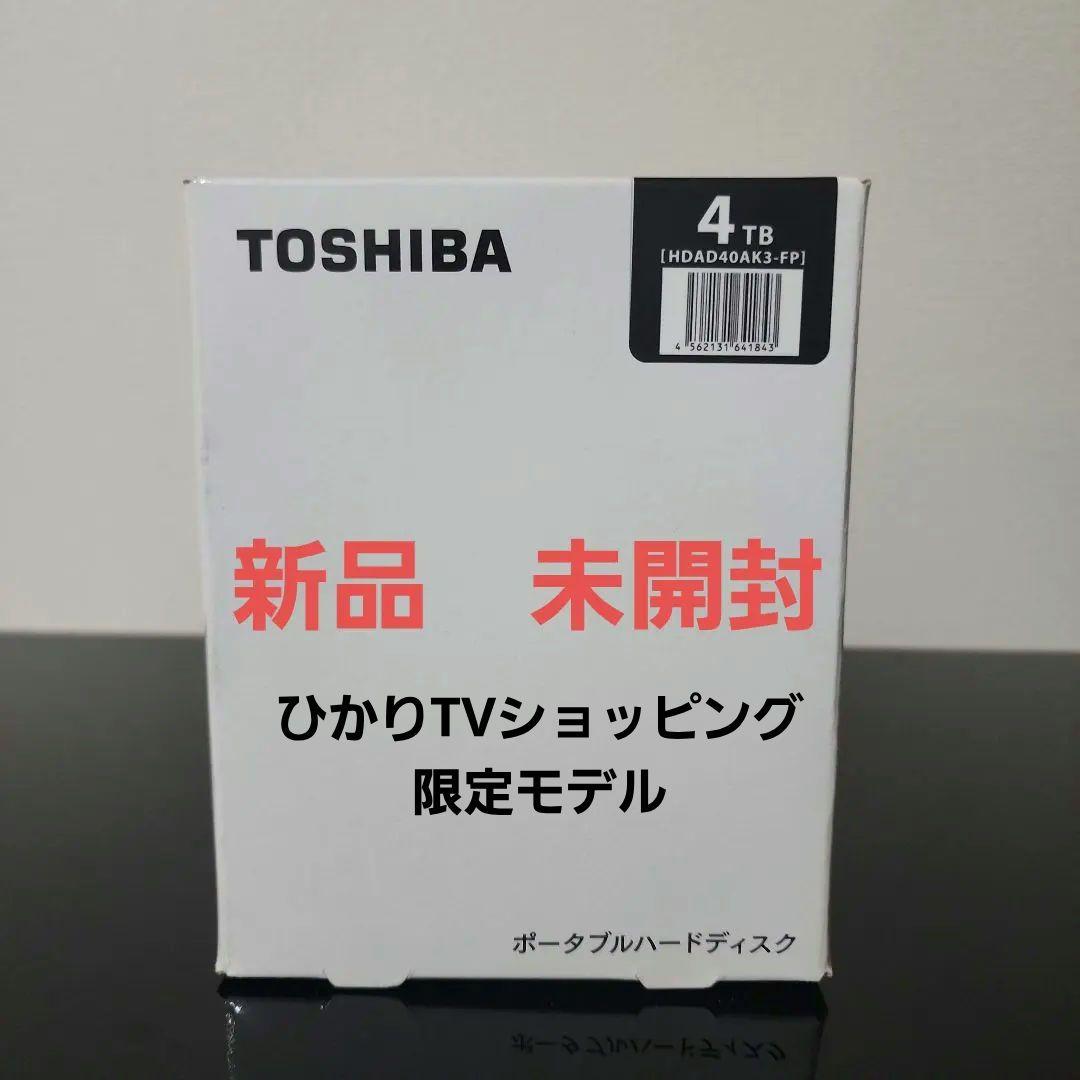 TOSHIBA
4 TB
[HDAD40AK3-FP]
4 562131 641843
新品 未開封
ひかりTVショッピング
限定モデル
ポータブルハードディスク